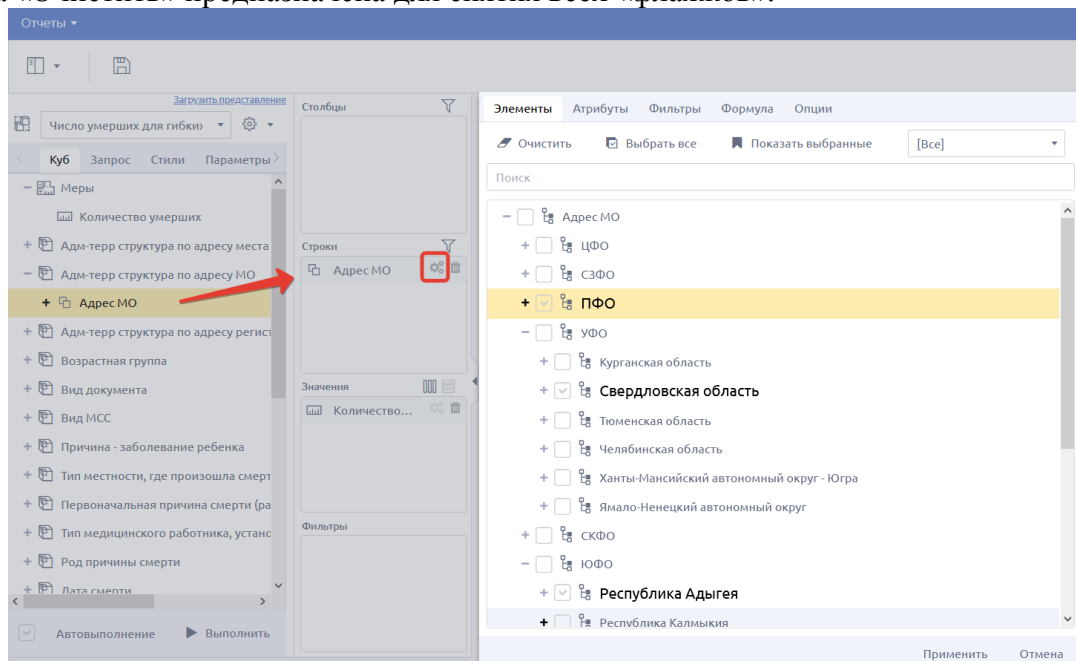 Отчеты
Загрузить представление
Число умерших для гибки
Куб Запрос Стили Параметры
Меры
Количество умерших
Адм-терр структура по адресу места
Адм-терр структура по адресу МО
Адрес МО
Адм-терр структура по адресу регист
Возрастная группа
Вид документа
Вид МСС
Причина - заболевание ребенка
Тип местности, где произошла смерт
Первоначальная причина смерти (ра
Тип медицинского работника, устанс
Род причины смерти
Дата смерти
Автовыполнение Выполнить
Столбцы
Строки
Адрес МО
Значения
Количество...
Фильтры
Элементы Атрибуты Фильтры Формула Опции
Очистить Выбрать все Показать выбранные [Все]
Поиск
Адрес МО
ЦФО
СЗФО
ПФО
УФО
Курганская область
Свердловская область
Тюменская область
Челябинская область
Ханты-Мансийский автономный округ - Югра
Ямало-Ненецкий автономный округ
СКФО
ЮФО
Республика Адыгея
Республика Калмыкия
Применить Отмена